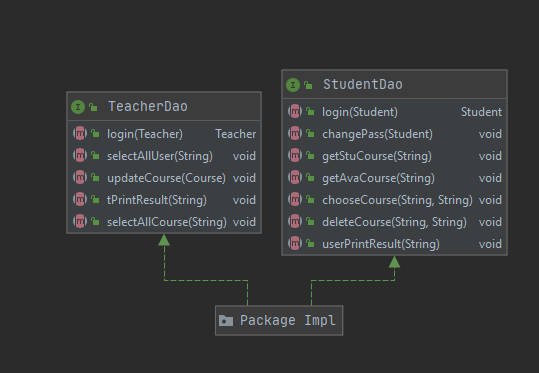 TeacherDao
login(Teacher) Teacher
selectAllUser(String) void
updateCourse(Course) void
tPrintResult(String) void
selectAllCourse(String) void
StudentDao
login(Student) Student
changePass(Student) void
getStuCourse(String) void
getAvaCourse(String) void
chooseCourse(String, String) void
deleteCourse(String, String) void
userPrintResult(String) void
Package Impl